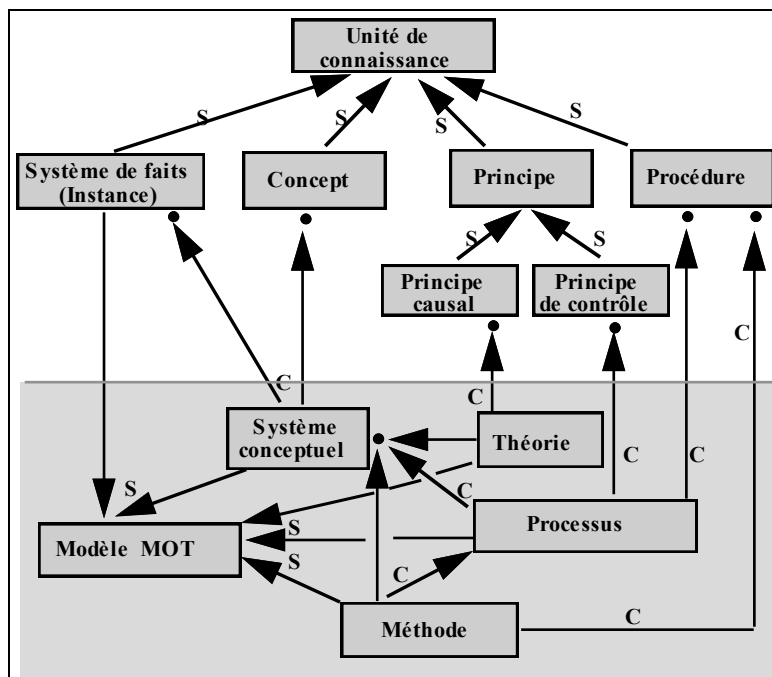 Unité de
connaissance
S
S
S
S
Système de faits
(Instance)
Concept
Principe
Procédure
S
S
Principe
causal
Principe
de contrôle
C
C
C
Système
conceptuel
Théorie
C
C
S
C
Modèle MOT
S
Processus
S
C
Méthode
C